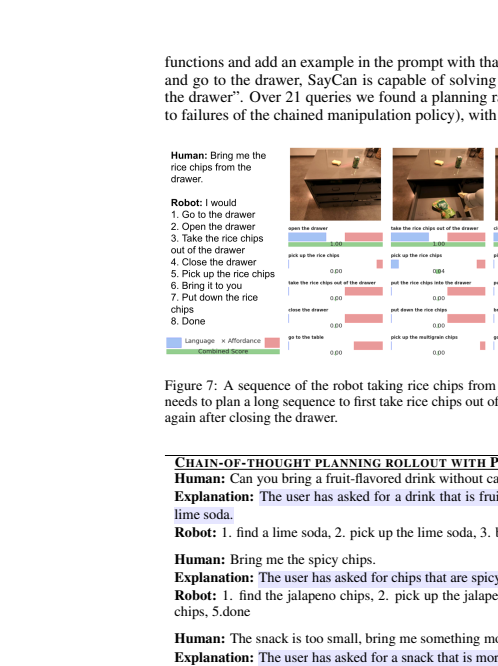 functions and add an example in the prompt with tha
and go to the drawer, SayCan is capable of solving
the drawer”. Over 21 queries we found a planning ra
to failures of the chained manipulation policy), with
Human: Bring me the
rice chips from the
drawer.
Robot: I would
1. Go to the drawer
2. Open the drawer
3. Take the rice chips
out of the drawer
4. Close the drawer
5. Pick up the rice chips
6. Bring it to you
7. Put down the rice
chips
8. Done
Language × Affordance
Combined Score
open the drawer
1.00
pick up the rice chips
0.00
take the rice chips out of the drawer
0.00
close the drawer
0.00
go to the table
0.00
take the rice chips out of the drawer
1.00
pick up the rice chips
0.04
put the rice chips into the drawer
0.00
put down the rice chips
0.00
pick up the multigrain chips
0.00
Figure 7: A sequence of the robot taking rice chips from
needs to plan a long sequence to first take rice chips out of
again after closing the drawer.
CHAIN-OF-THOUGHT PLANNING ROLLOUT WITH P
Human: Can you bring a fruit-flavored drink without ca
Explanation: The user has asked for a drink that is frui
lime soda.
Robot: 1. find a lime soda, 2. pick up the lime soda, 3. b
Human: Bring me the spicy chips.
Explanation: The user has asked for chips that are spicy
Robot: 1. find the jalapeno chips, 2. pick up the jalape
chips, 5.done
Human: The snack is too small, bring me something mo
Explanation: The user has asked for a snack that is mor